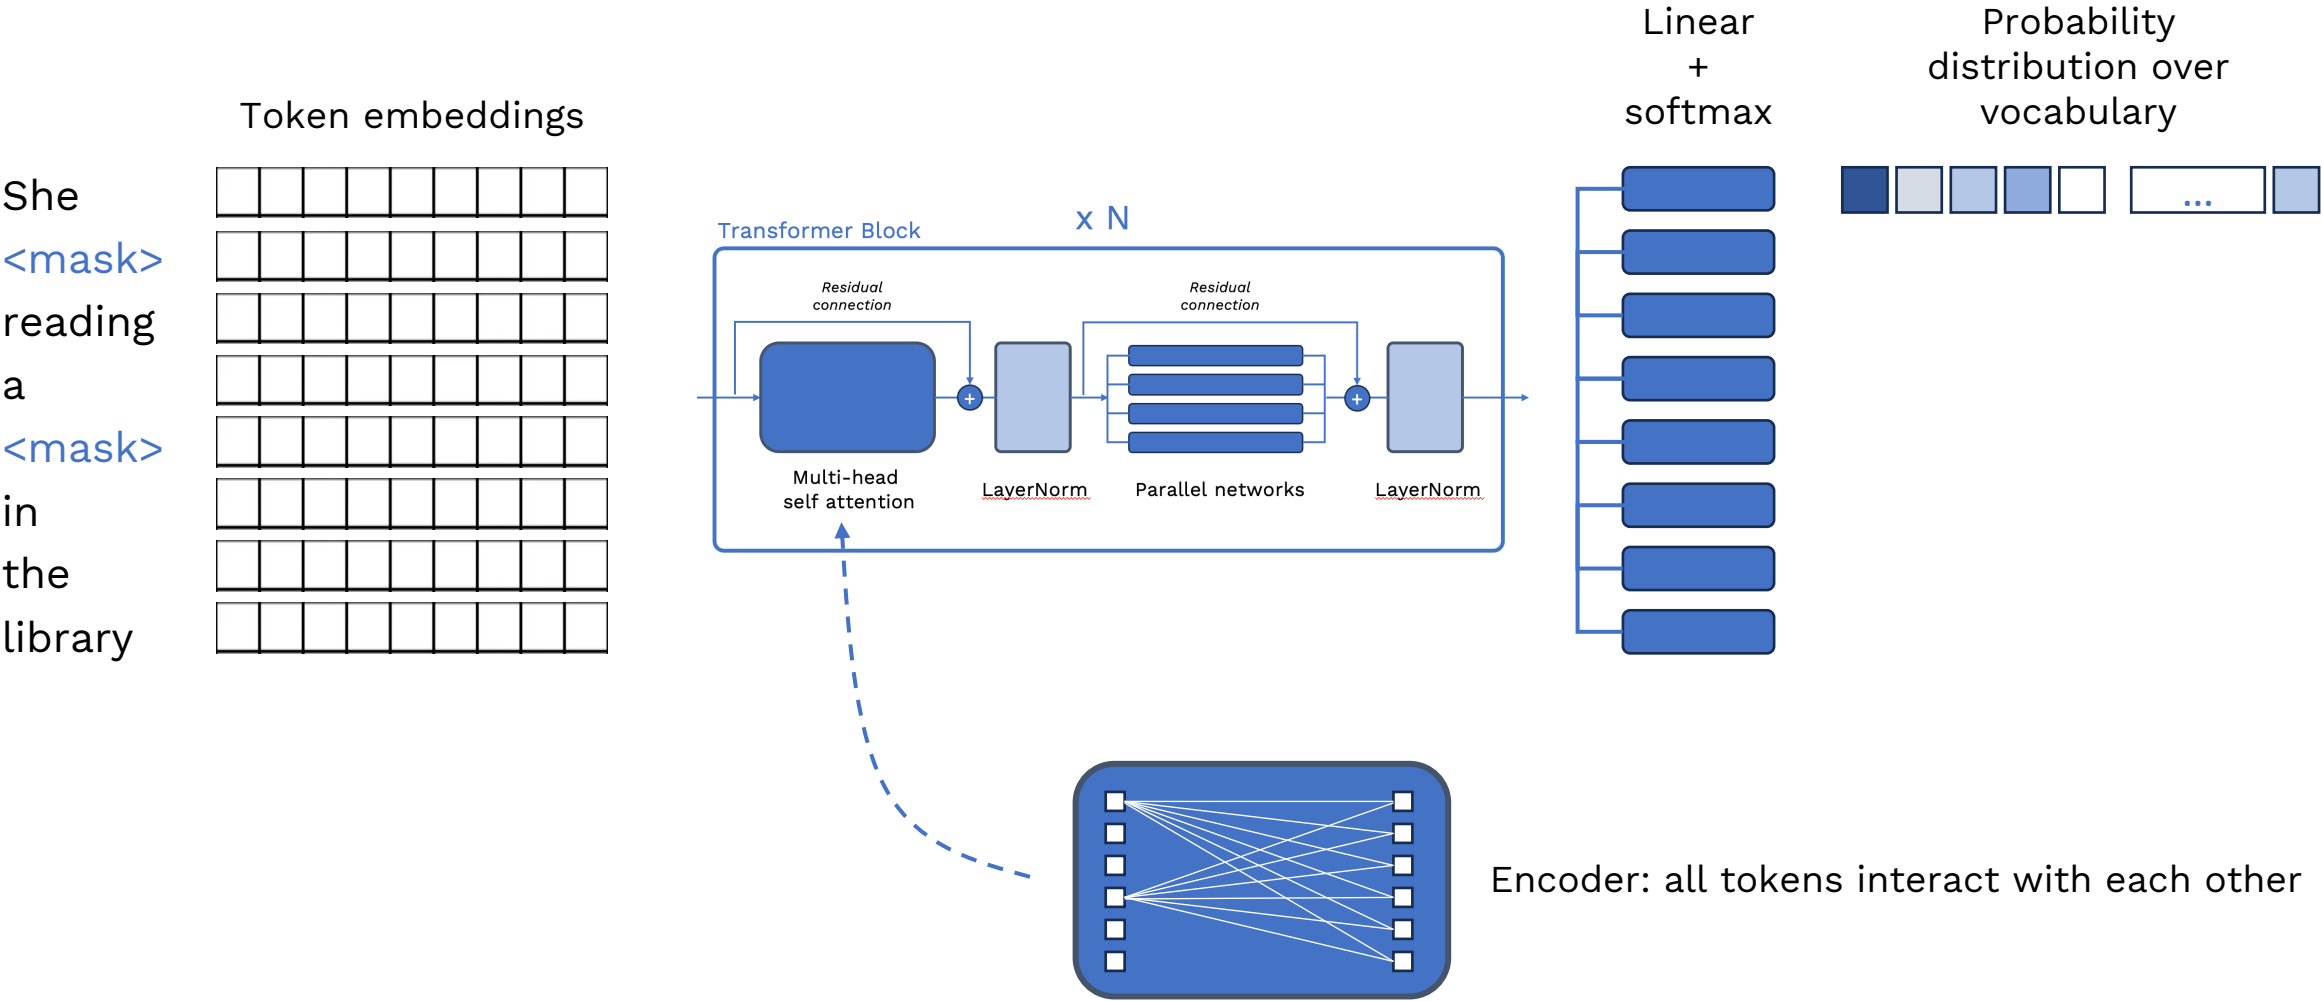 Linear
+
softmax
Probability
distribution over
vocabulary
Token embeddings
She
<mask>
reading
a
<mask>
in
the
library
x N
Transformer Block
Residual
connection
Residual
connection
+
+
Multi-head
self attention
LayerNorm
Parallel networks
LayerNorm
...
Encoder: all tokens interact with each other